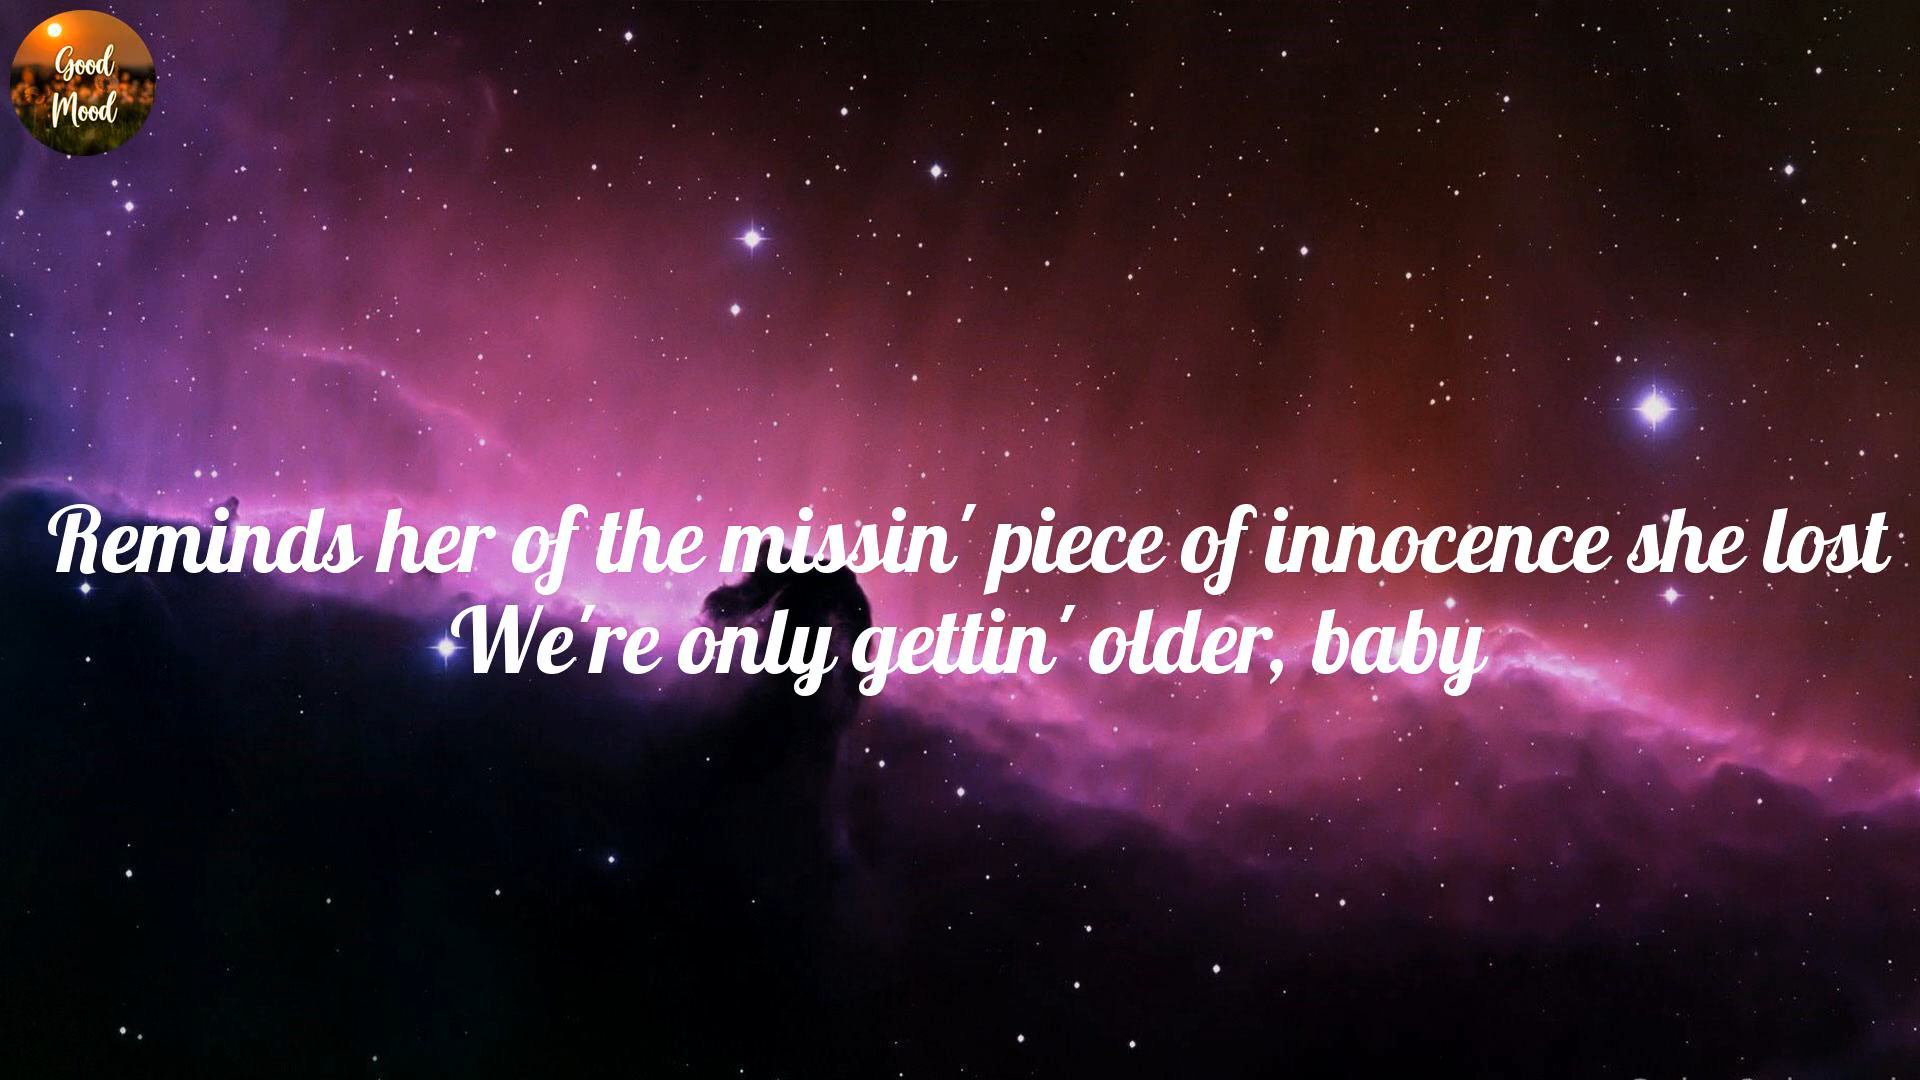 Good
Mood
Reminds her of the missin' piece of innocence she lost
We're only gettin' older, baby